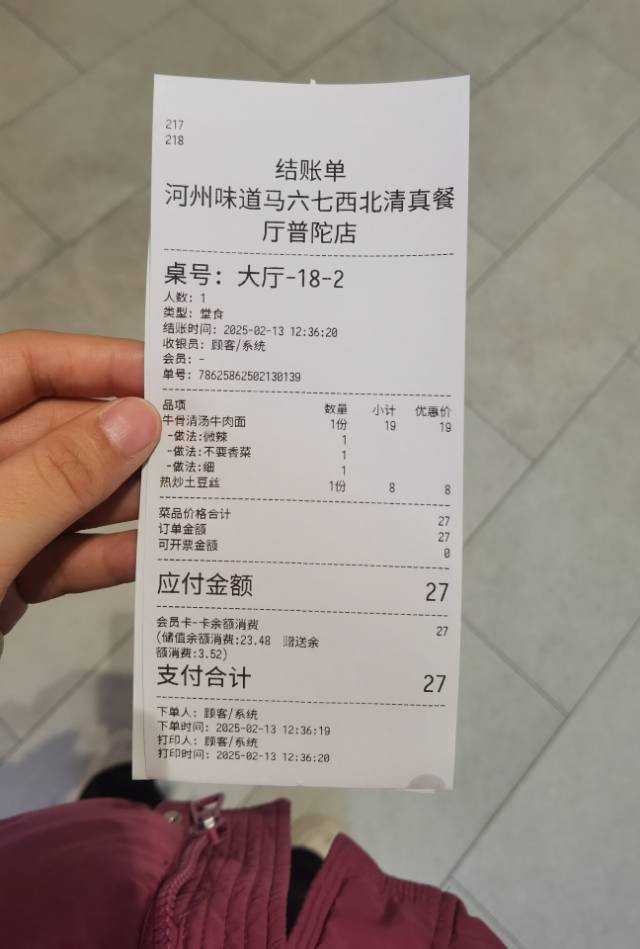 217
218
结账单
河州味道马六七西北清真餐
厅普陀店
桌号: 大厅-18-2
人数: 1
类型: 堂食
结账时间: 2025-02-13 12:36:20
收银员: 顾客/系统
会员: -
单号: 78625862502130139
品项 数量 小计 优惠价
牛骨清汤牛肉面 1份 19 19
-做法:微辣 1
-做法:不要香菜 1
-做法:细 1
热炒土豆丝 1份 8 8
菜品价格合计 27
订单金额 27
可开票金额 0
应付金额 27
会员卡-卡余额消费 27
(储值余额消费:23.48 赠送余
额消费:3.52)
支付合计 27
下单人: 顾客/系统
下单时间: 2025-02-13 12:36:19
打印人: 顾客/系统
打印时间: 2025-02-13 12:36:20